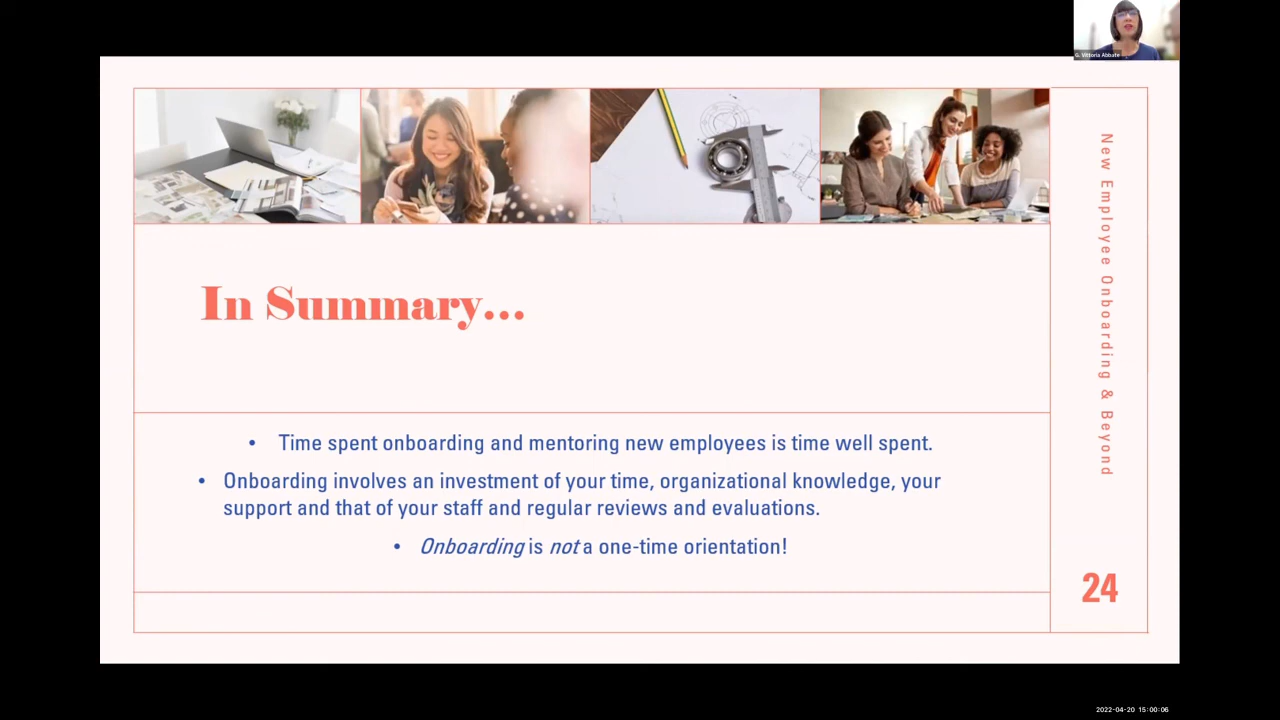 G. Vittoria Abbate
New Employee Onboarding & Beyond
In Summary...
• Time spent onboarding and mentoring new employees is time well spent.
• Onboarding involves an investment of your time, organizational knowledge, your
support and that of your staff and regular reviews and evaluations.
• Onboarding is not a one-time orientation!
24
2022-04-20 15:00:06